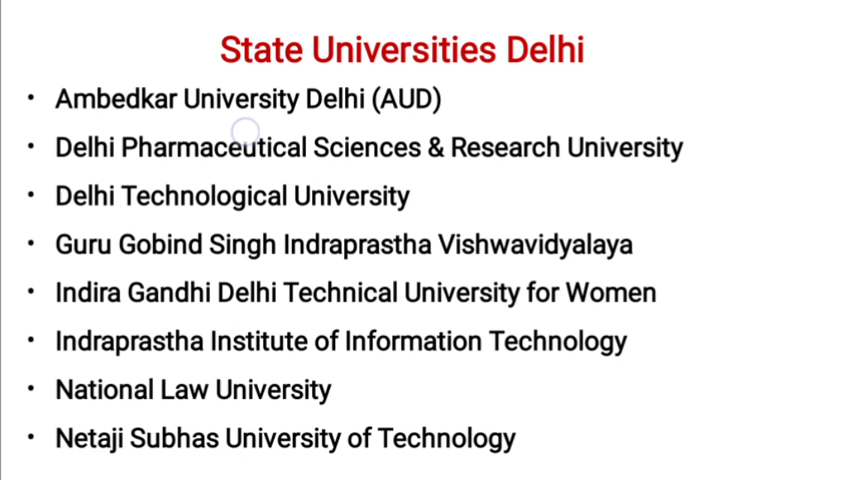 State Universities Delhi
• Ambedkar University Delhi (AUD)
• Delhi Pharmaceutical Sciences & Research University
• Delhi Technological University
• Guru Gobind Singh Indraprastha Vishwavidyalaya
• Indira Gandhi Delhi Technical University for Women
• Indraprastha Institute of Information Technology
• National Law University
• Netaji Subhas University of Technology